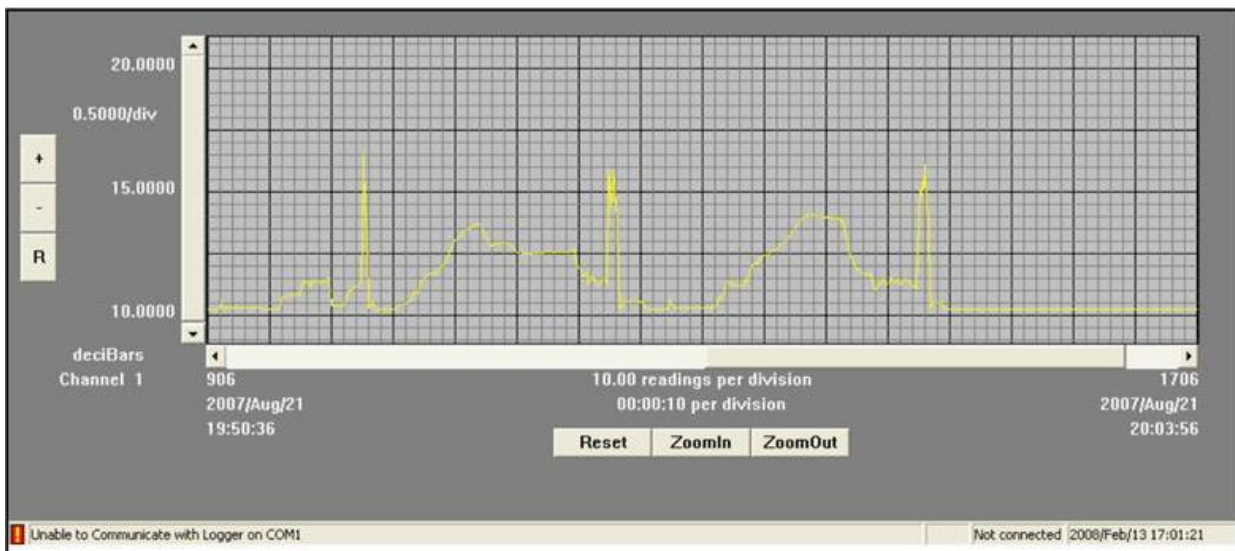 20.0000
0.5000/div
+
15.0000
-
R
10.0000
deciBars
Channel 1
906 10.00 readings per division 1706
2007/Aug/21 00:00:10 per division 2007/Aug/21
19:50:36 20:03:56
Reset ZoomIn ZoomOut
! Unable to Communicate with Logger on COM1 Not connected 2008/Feb/13 17:01:21